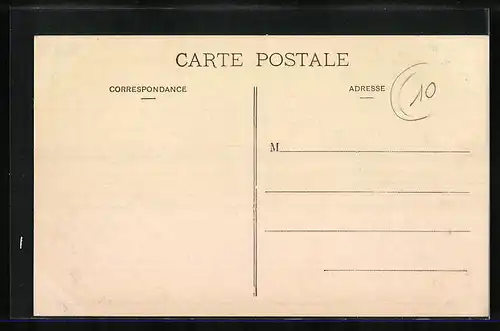 CARTE POSTALE
CORRESPONDANCE
ADRESSE
10
M